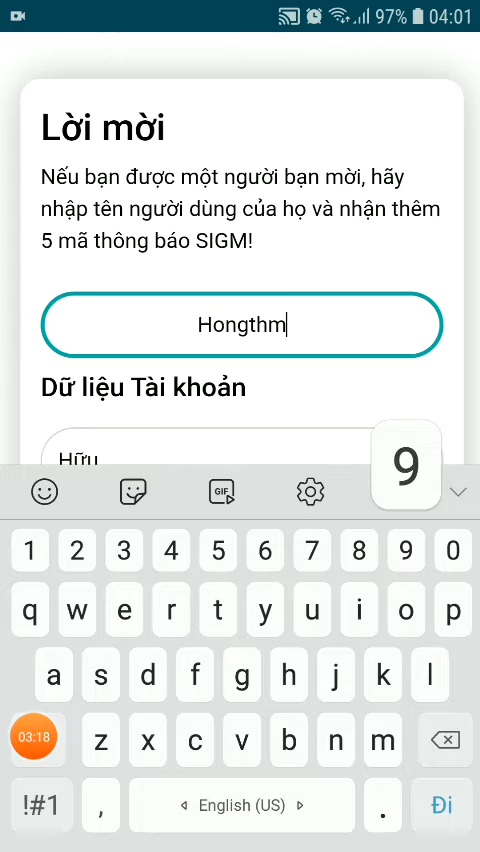 97% 04:01
Lời mời
Nếu bạn được một người bạn mời, hãy
nhập tên người dùng của họ và nhận thêm
5 mã thông báo SIGM!
Hongthm
Dữ liệu Tài khoản
Hữu
9
GIF
1 2 3 4 5 6 7 8 9 0
q w e r t y u i o p
a s d f g h j k l
03:18 z x c v b n m
!#1 , English (US) . Đi